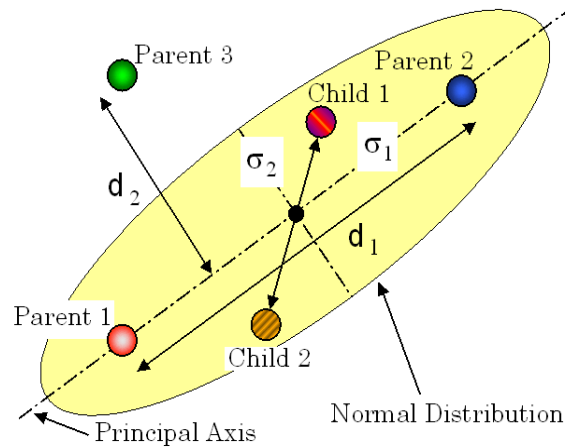 Parent 3
Parent 2
Child 1
σ2
σ1
d2
d1
Parent 1
Child 2
Normal Distribution
Principal Axis